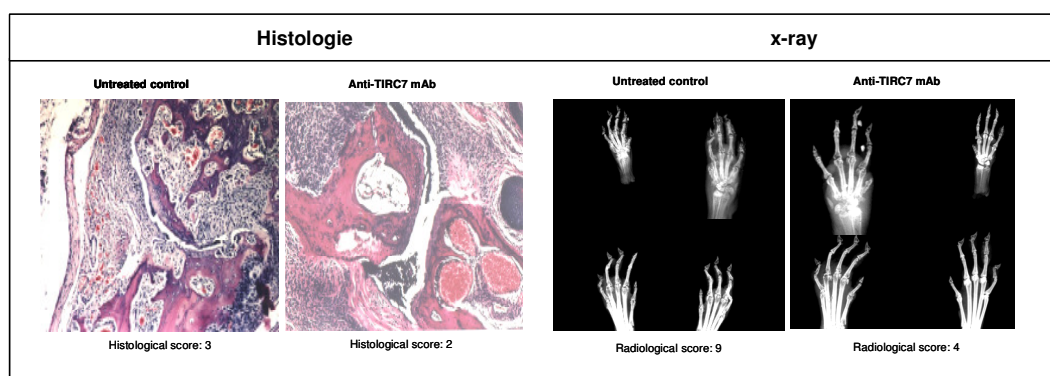 Histologie
x-ray
Untreated control
Anti-TIRC7 mAb
Untreated control
Anti-TIRC7 mAb
Histological score: 3
Histological score: 2
Radiological score: 9
Radiological score: 4